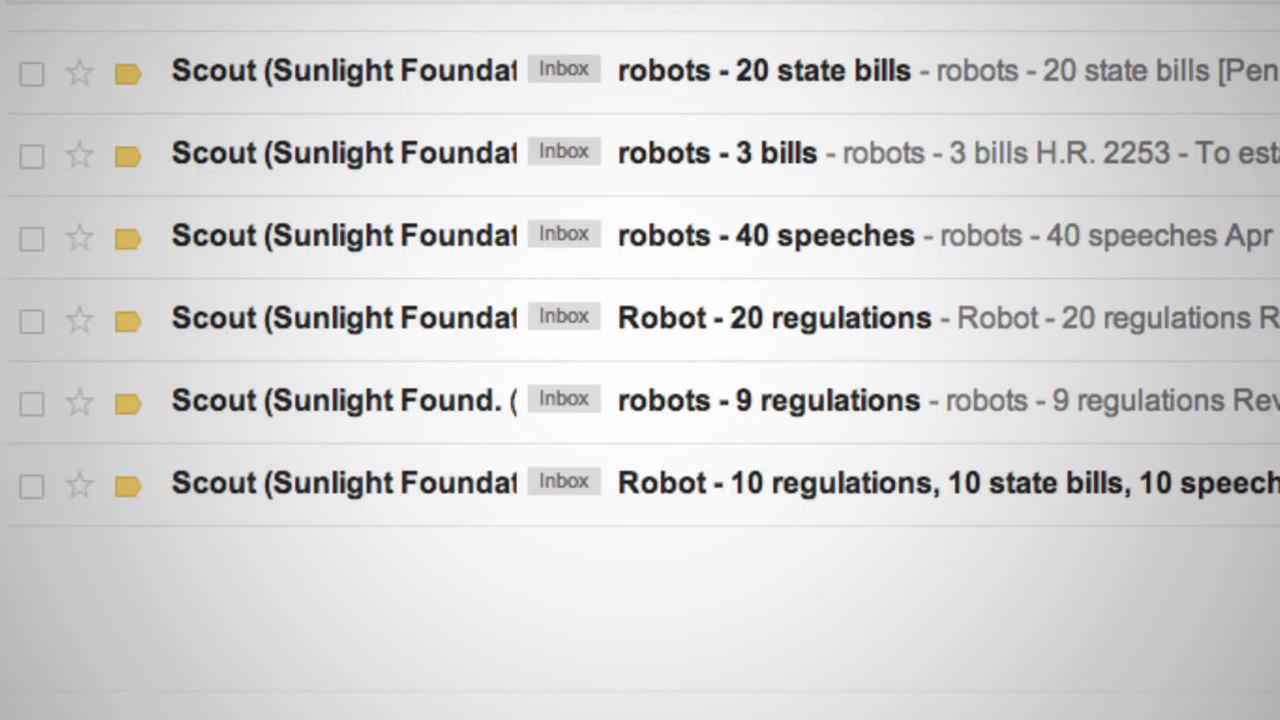 Scout (Sunlight Foundat Inbox robots - 20 state bills - robots - 20 state bills [Pen
Scout (Sunlight Foundat Inbox robots - 3 bills - robots - 3 bills H.R. 2253 - To est
Scout (Sunlight Foundat Inbox robots - 40 speeches - robots - 40 speeches Apr
Scout (Sunlight Foundat Inbox Robot - 20 regulations - Robot - 20 regulations R
Scout (Sunlight Found. ( Inbox robots - 9 regulations - robots - 9 regulations Rev
Scout (Sunlight Foundat Inbox Robot - 10 regulations, 10 state bills, 10 speech